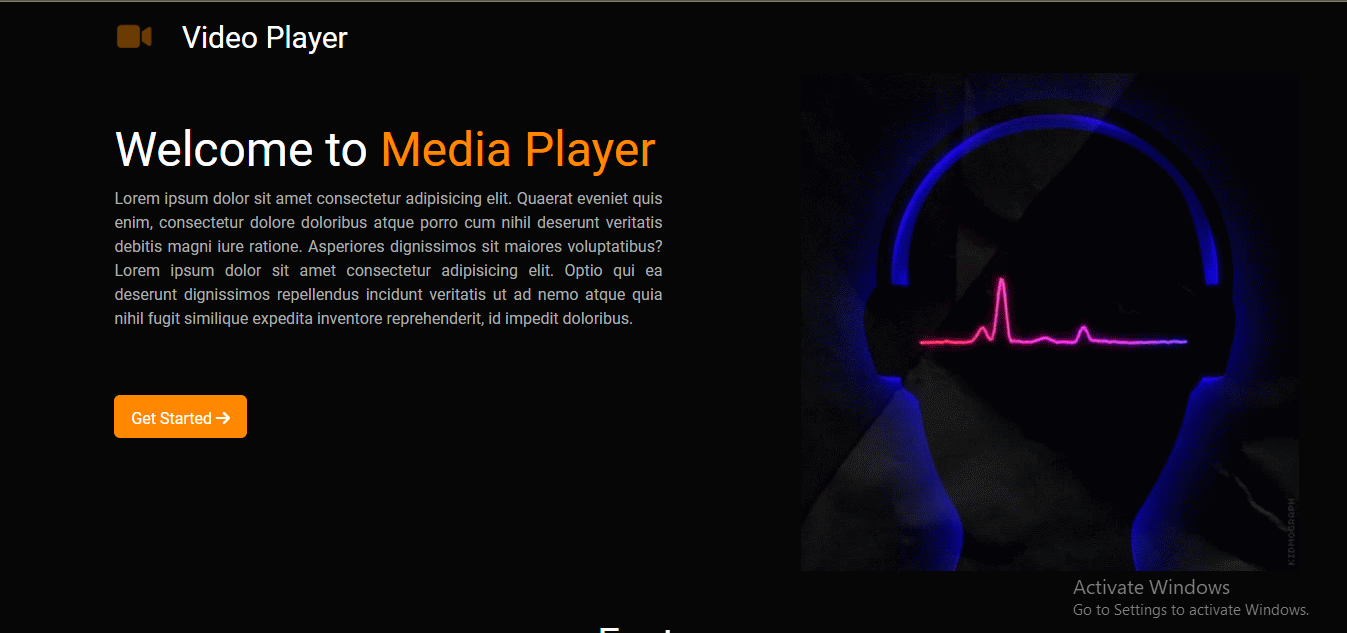 Video Player
Welcome to Media Player
Lorem ipsum dolor sit amet consectetur adipisicing elit. Quaerat eveniet quis
enim, consectetur dolore doloribus atque porro cum nihil deserunt veritatis
debitis magni iure ratione. Asperiores dignissimos sit maiores voluptatibus?
Lorem ipsum dolor sit amet consectetur adipisicing elit. Optio qui ea
deserunt dignissimos repellendus incidunt veritatis ut ad nemo atque quia
nihil fugit similique expedita inventore reprehenderit, id impedit doloribus.
Get Started
KIDMOGRAPH
Activate Windows
Go to Settings to activate Windows.